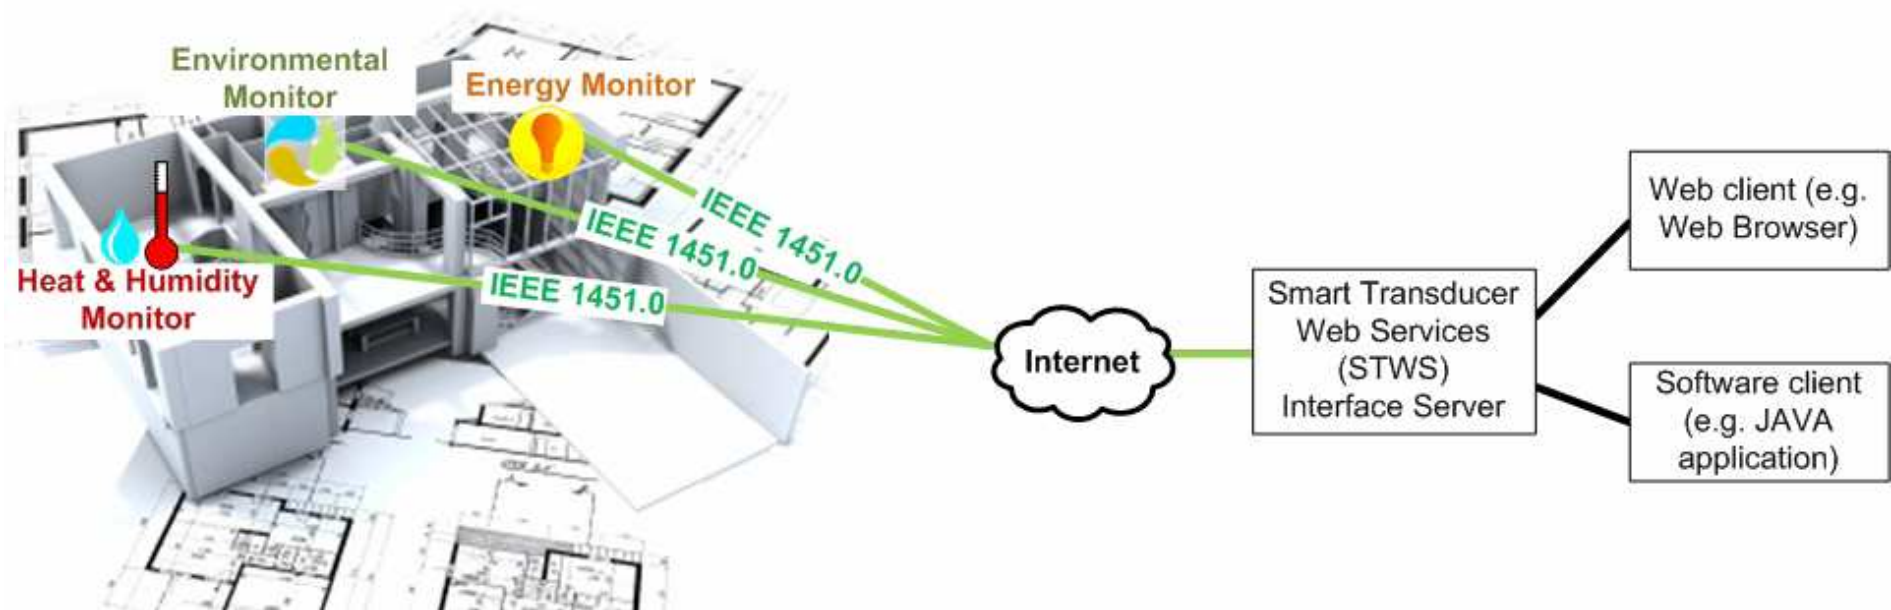 Environmental
Monitor
Energy Monitor
Heat & Humidity
Monitor
IEEE 1451.0
IEEE 1451.0
IEEE 1451.0
Internet
Smart Transducer
Web Services
(STWS)
Interface Server
Web client (e.g.
Web Browser)
Software client
(e.g. JAVA
application)